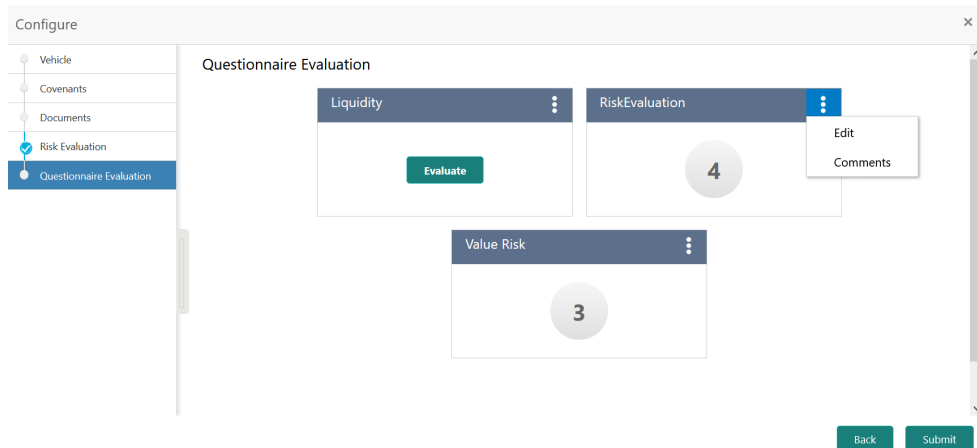 Configure
×
Vehicle
Covenants
Documents
Risk Evaluation
Questionnaire Evaluation
Questionnaire Evaluation
Liquidity
Evaluate
RiskEvaluation
Edit
Comments
4
Value Risk
3
Back
Submit